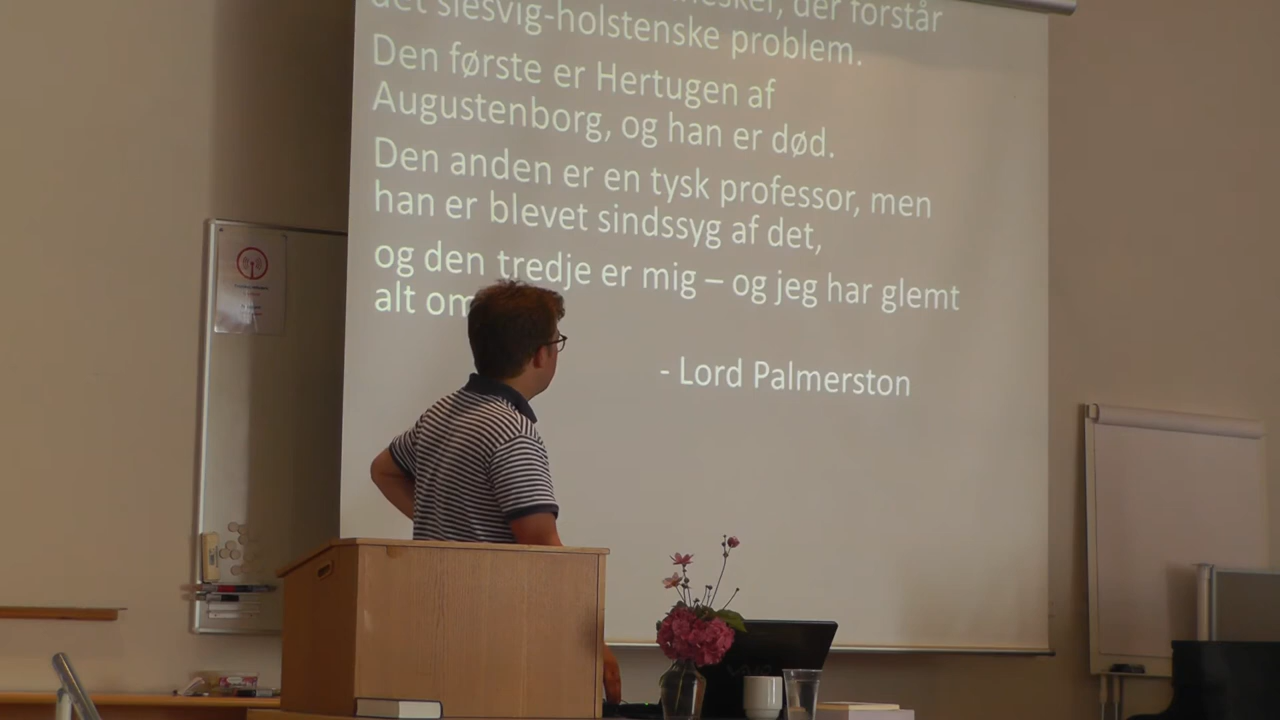 der forstår
det slesvig-holstenske problem.
Den første er Hertugen af
Augustenborg, og han er død.
Den anden er en tysk professor, men
han er blevet sindssyg af det,
og den tredje er mig – og jeg har glemt
alt om
- Lord Palmerston